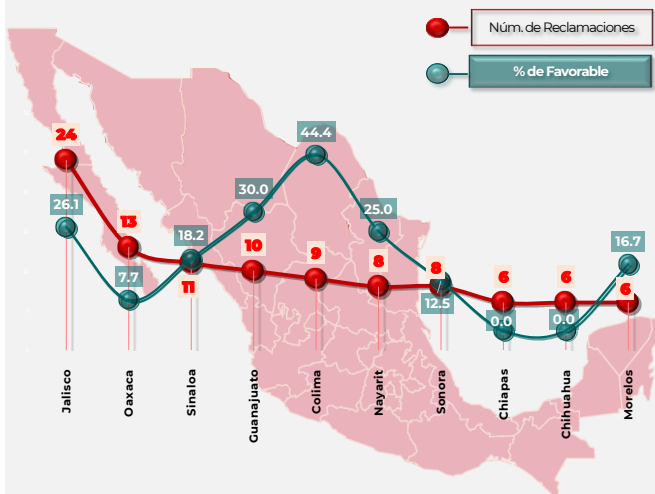 Núm. de Reclamaciones
% de Favorable
24
26.1
13
7.7
18.2
11
30.0
10
44.4
9
25.0
8
8
12.5
6
0.0
6
0.0
16.7
6
Jalisco
Oaxaca
Sinaloa
Guanajuato
Colima
Nayarit
Sonora
Chiapas
Chihuahua
Morelos